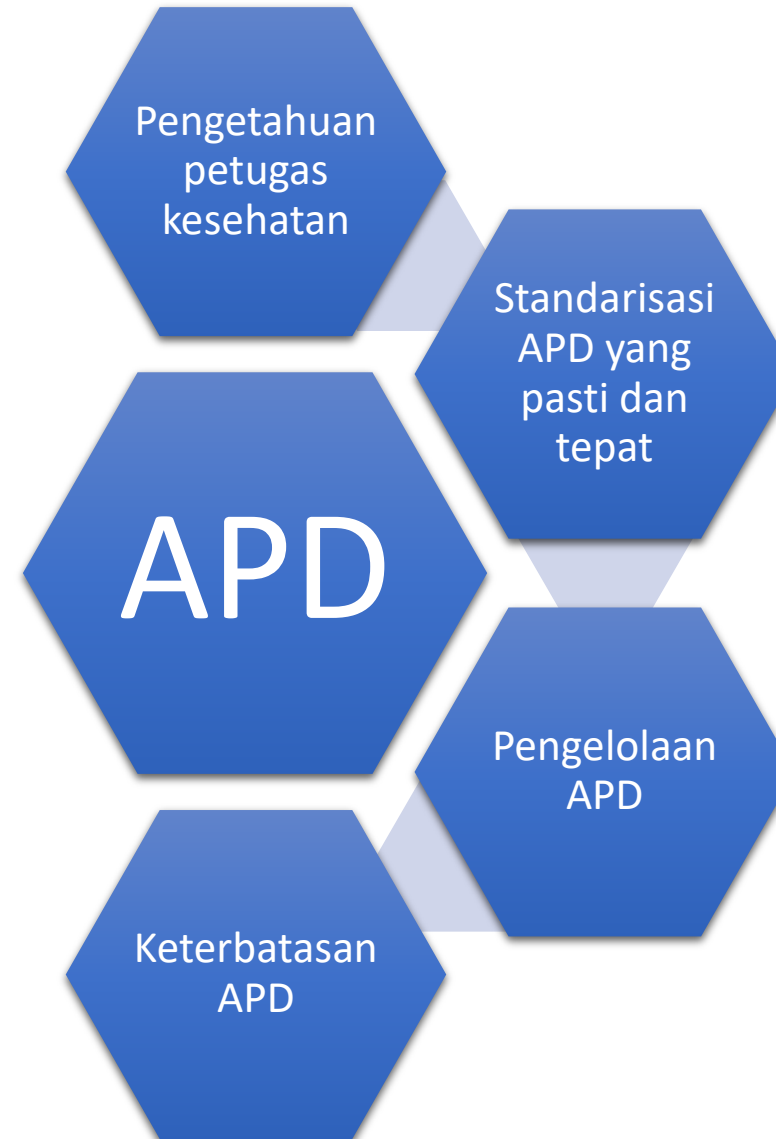 Pengetahuan
petugas
kesehatan
Standarisasi
APD yang
pasti dan
tepat
APD
Pengelolaan
APD
Keterbatasan
APD